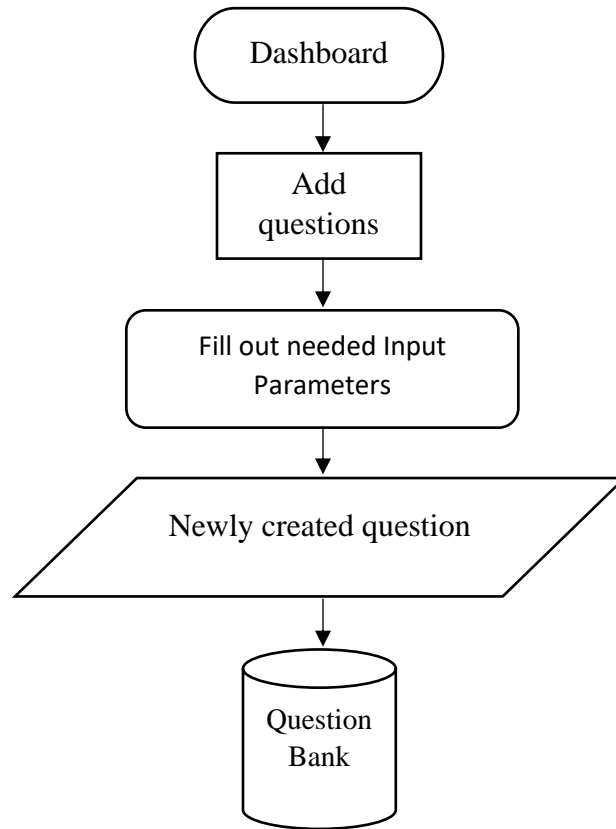 Dashboard
Add
questions
Fill out needed Input
Parameters
Newly created question
Question
Bank